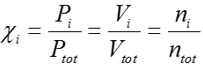 χ_i = P_i / P_tot = V_i / V_tot = n_i / n_tot